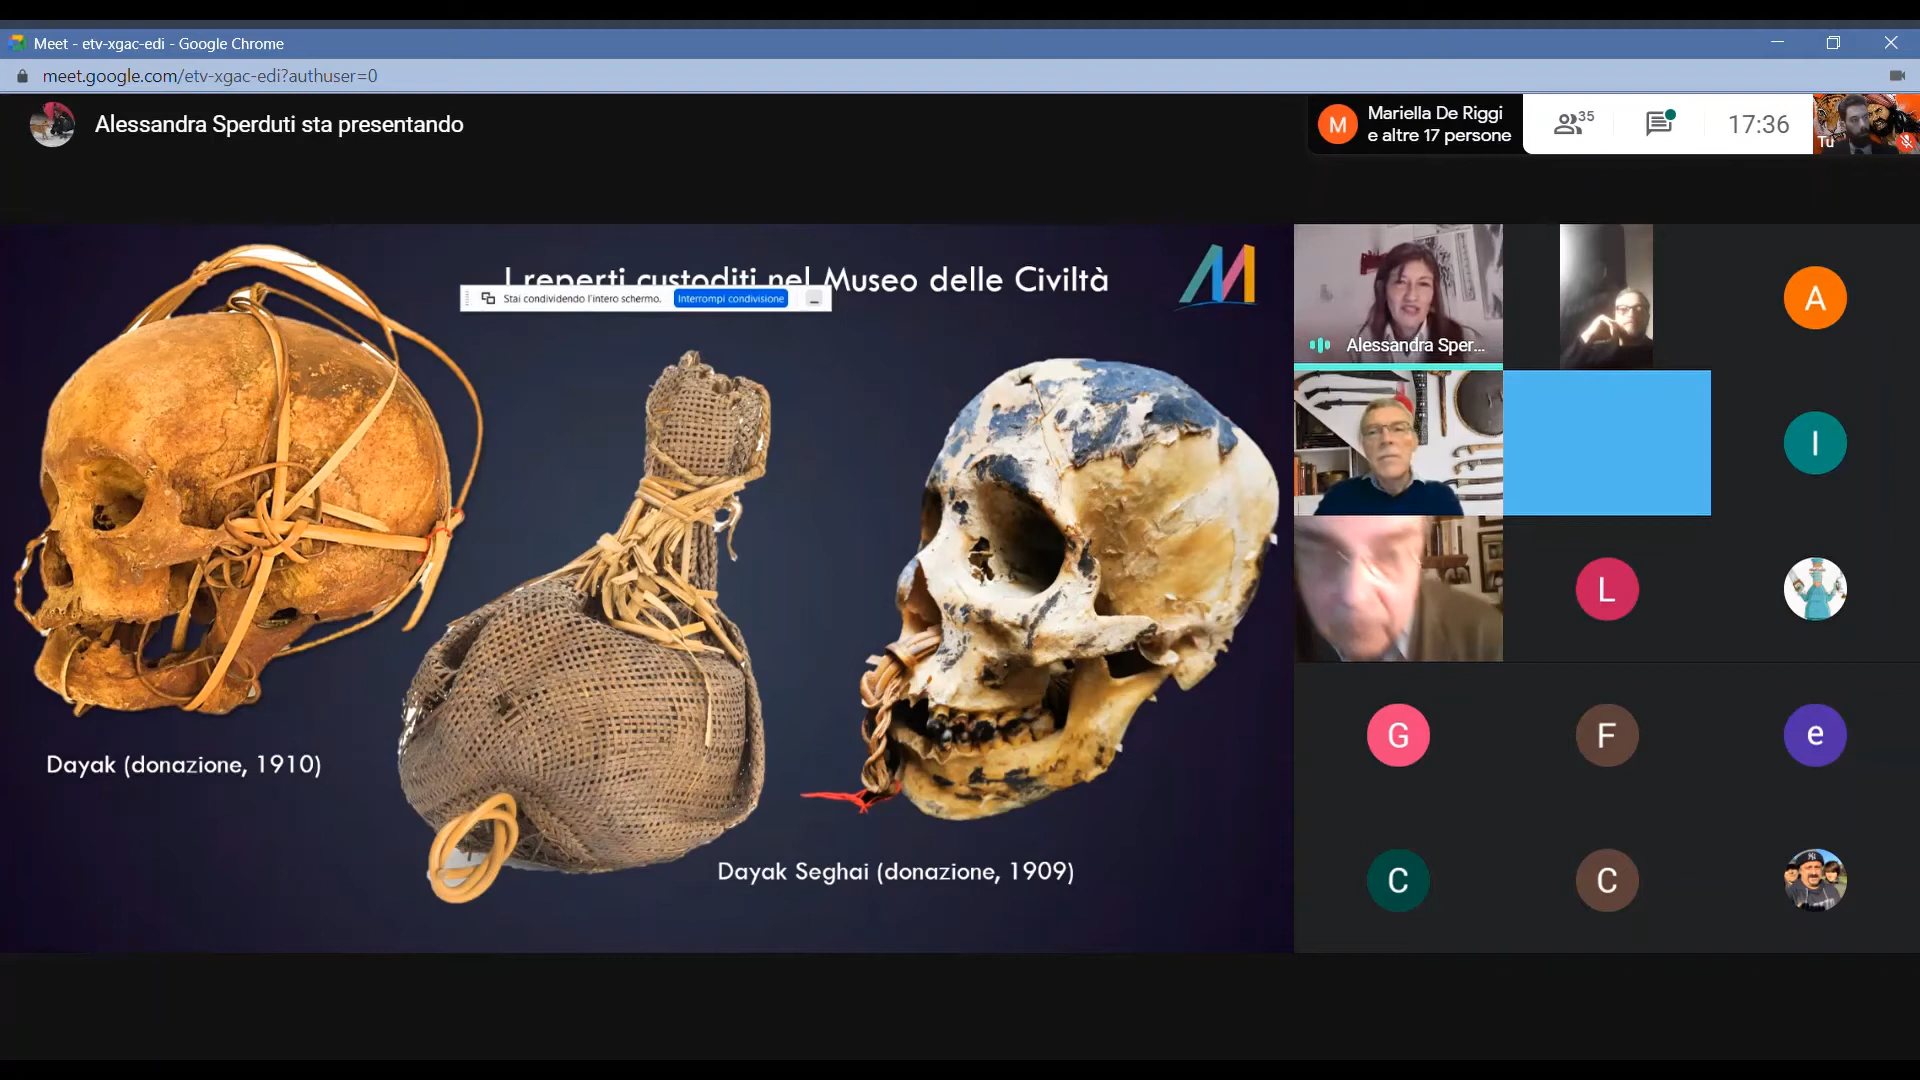 Meet - etv-xgac-edi - Google Chrome
meet.google.com/etv-xgac-edi?authuser=0
Alessandra Sperduti sta presentando
M
Mariella De Riggi
e altre 17 persone
35
17:36
Tu
I reperti custoditi nel Museo delle Civiltà
Stai condividendo l'intero schermo.
Interrompi condivisione
Dayak (donazione, 1910)
Dayak Seghai (donazione, 1909)
Alessandra Sper...
A
I
L
G
F
e
C
C